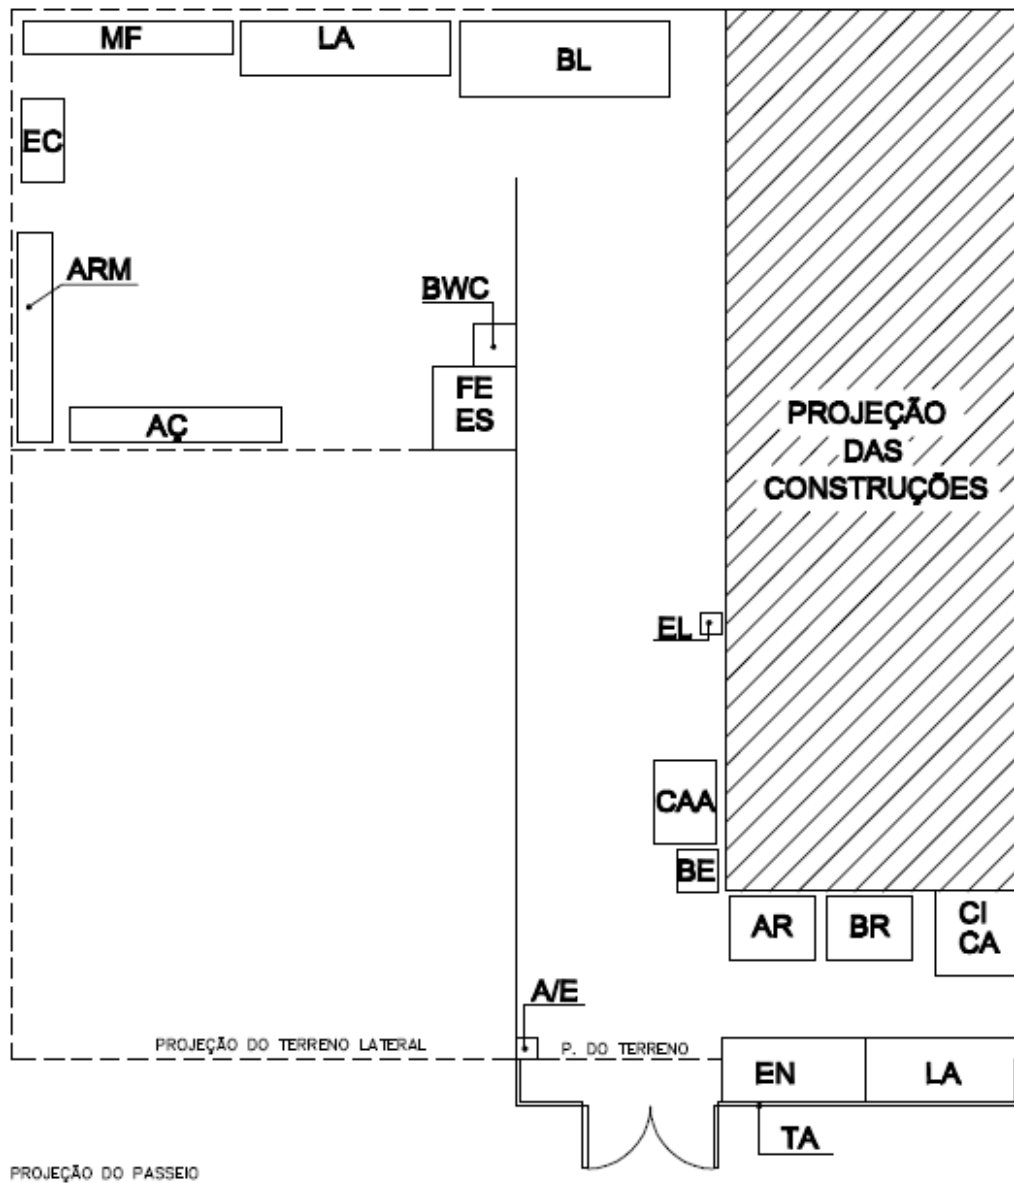 MF
LA
BL
EC
ARM
BWC
FE
ES
AÇ
PROJEÇÃO
DAS
CONSTRUÇÕES
EL
CAA
BE
AR
BR
CI
CA
A/E
PROJEÇÃO DO TERRENO LATERAL
P. DO TERRENO
EN
LA
TA
PROJEÇÃO DO PASSEIO